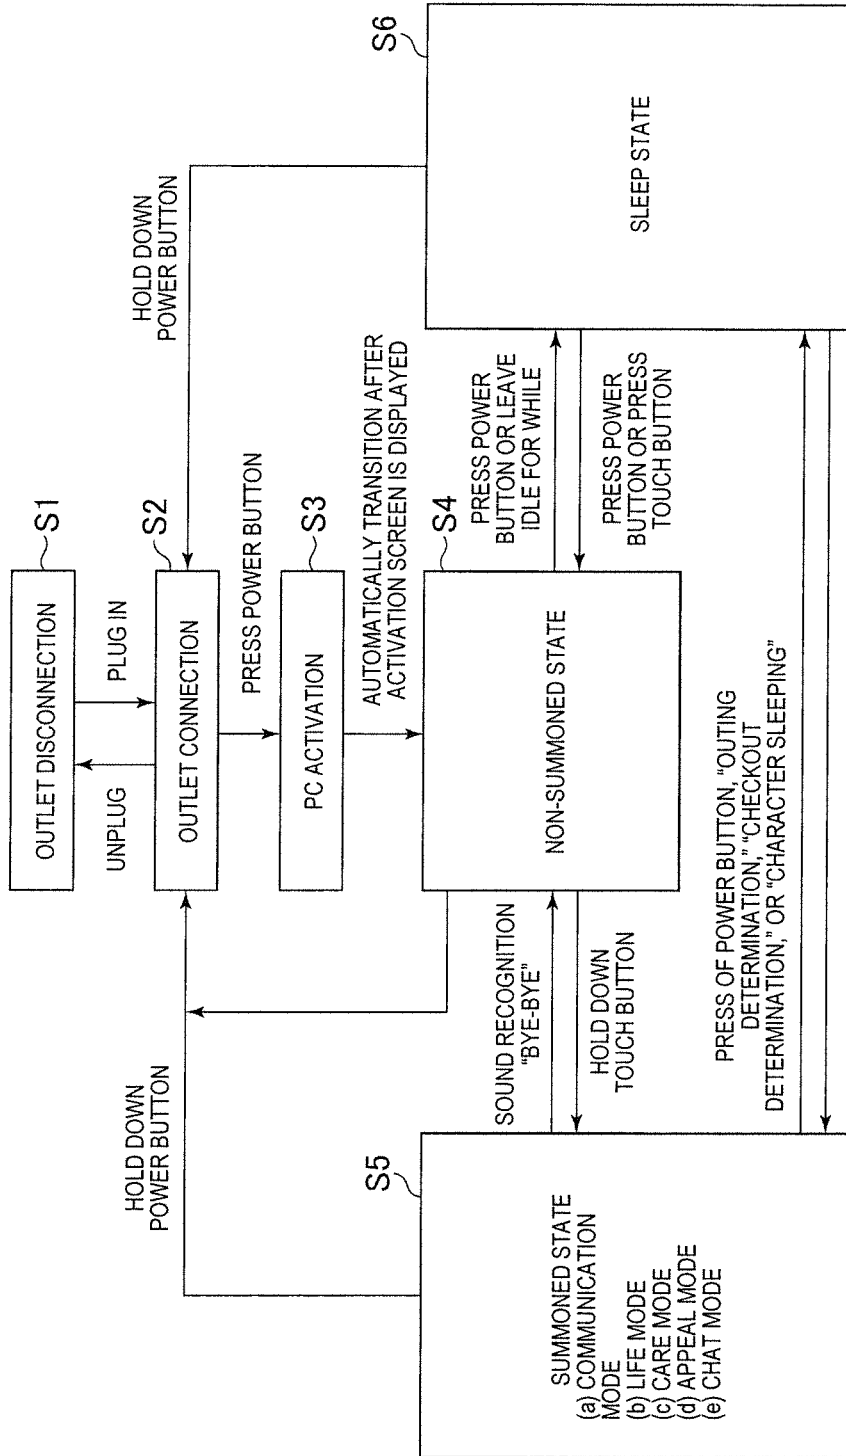 S1
OUTLET DISCONNECTION
UNPLUG
PLUG IN
S2
OUTLET CONNECTION
HOLD DOWN
POWER BUTTON
HOLD DOWN
POWER BUTTON
PRESS POWER BUTTON
S3
PC ACTIVATION
AUTOMATICALLY TRANSITION AFTER
ACTIVATION SCREEN IS DISPLAYED
S5
SUMMONED STATE
(a) COMMUNICATION
MODE
(b) LIFE MODE
(c) CARE MODE
(d) APPEAL MODE
(e) CHAT MODE
SOUND RECOGNITION
"BYE-BYE"
HOLD DOWN
TOUCH BUTTON
S4
NON-SUMMONED STATE
PRESS POWER
BUTTON OR LEAVE
IDLE FOR WHILE
PRESS POWER
BUTTON OR PRESS
TOUCH BUTTON
S6
SLEEP STATE
PRESS OF POWER BUTTON, "OUTING
DETERMINATION," "CHECKOUT
DETERMINATION," OR "CHARACTER SLEEPING"